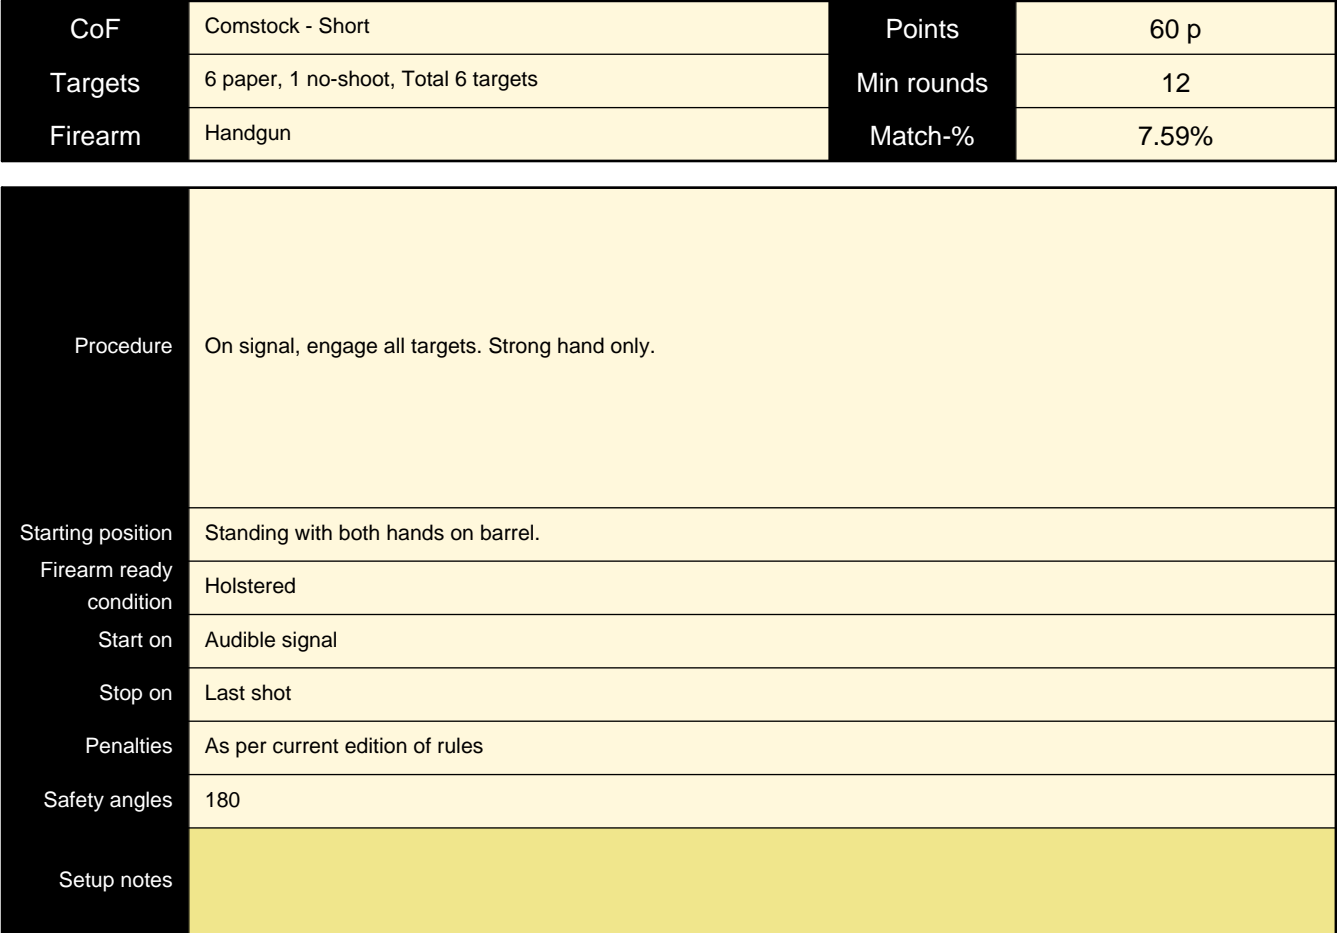 CoF Comstock - Short Points 60 p
Targets 6 paper, 1 no-shoot, Total 6 targets Min rounds 12
Firearm Handgun Match-% 7.59%
Procedure On signal, engage all targets. Strong hand only.
Starting position Standing with both hands on barrel.
Firearm ready
condition Holstered
Start on Audible signal
Stop on Last shot
Penalties As per current edition of rules
Safety angles 180
Setup notes